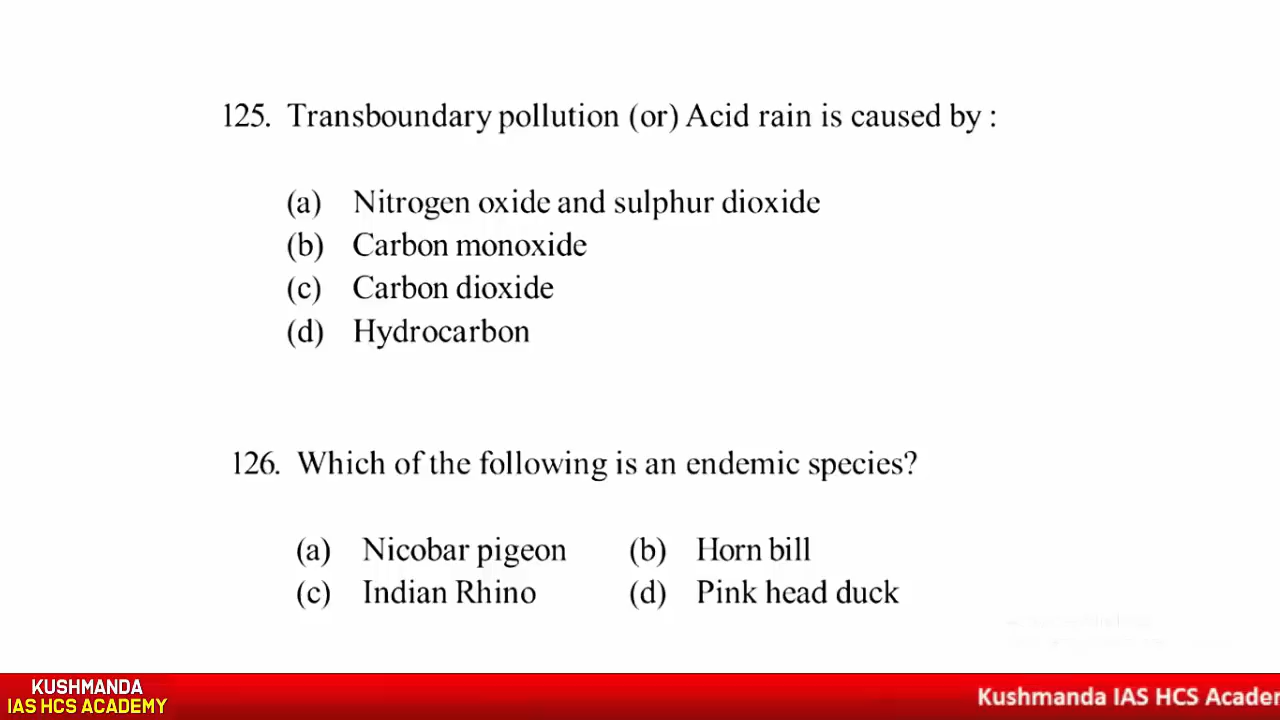 125. Transboundary pollution (or) Acid rain is caused by :
(a) Nitrogen oxide and sulphur dioxide
(b) Carbon monoxide
(c) Carbon dioxide
(d) Hydrocarbon
126. Which of the following is an endemic species?
(a) Nicobar pigeon (b) Horn bill
(c) Indian Rhino (d) Pink head duck
KUSHMANDA
IAS HCS ACADEMY
Kushmanda IAS HCS Academ